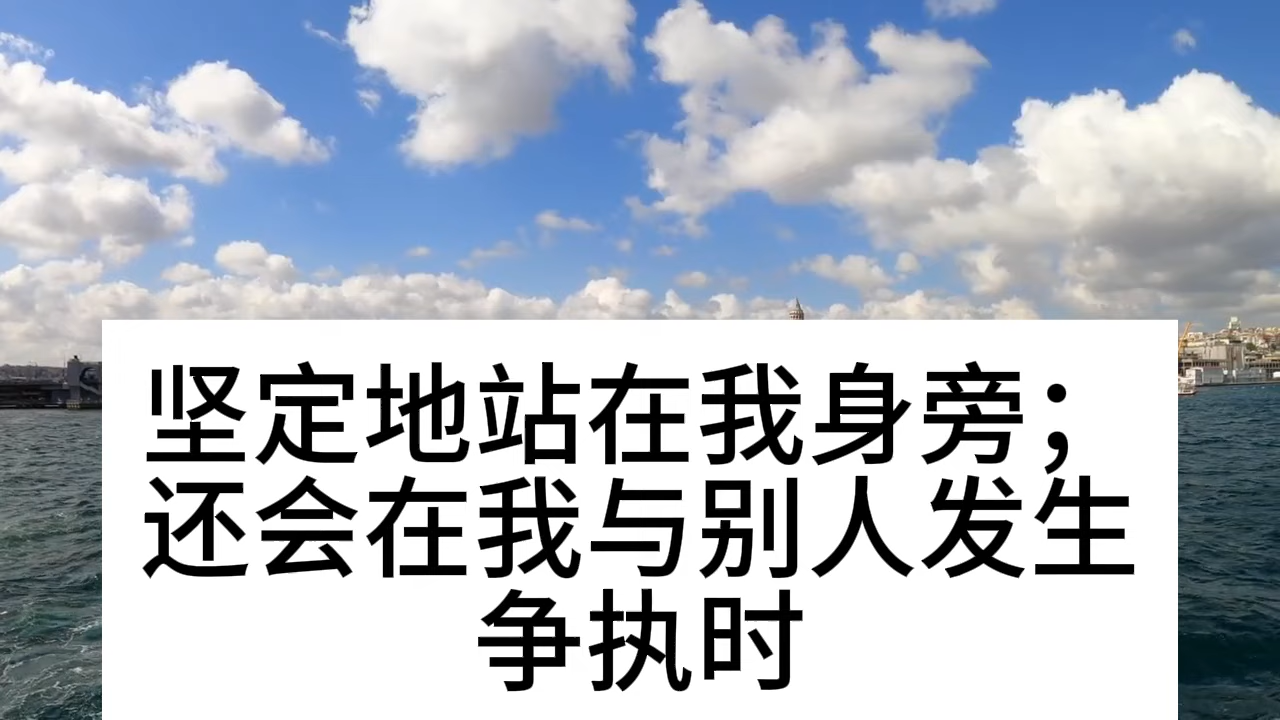 坚定地站在我身旁；
还会在我与别人发生
争执时